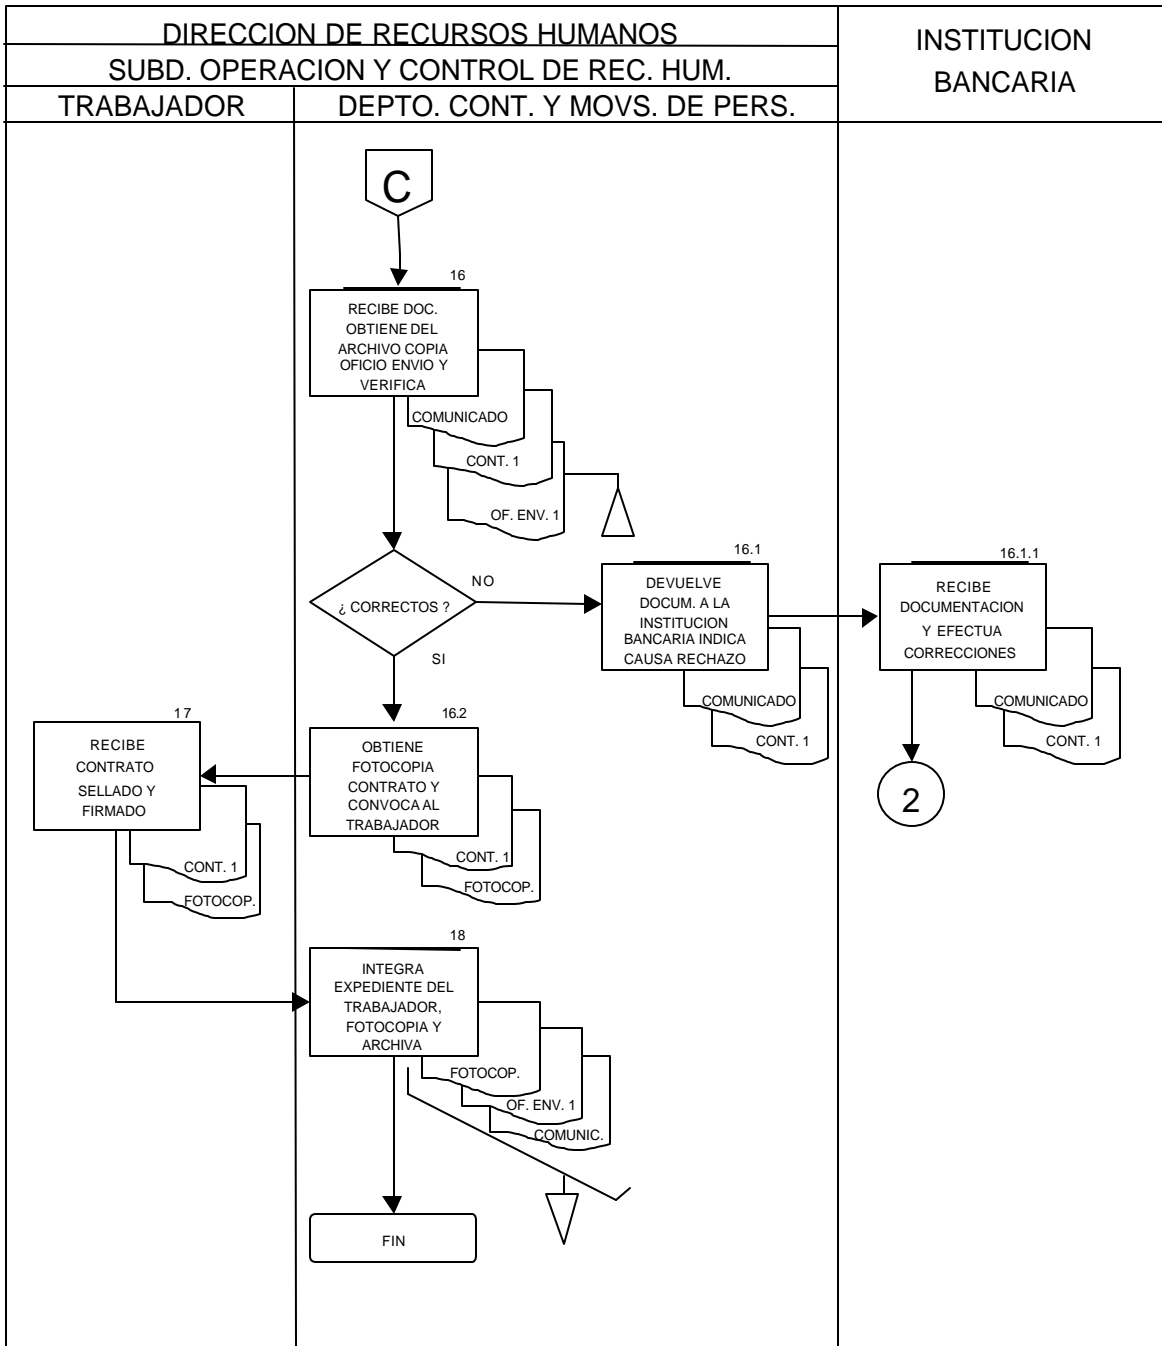 DIRECCION DE RECURSOS HUMANOS
SUBD. OPERACION Y CONTROL DE REC. HUM.
TRABAJADOR
DEPTO. CONT. Y MOVS. DE PERS.
INSTITUCION
BANCARIA
C
16
RECIBE DOC.
OBTIENE DEL
ARCHIVO COPIA
OFICIO ENVIO Y
VERIFICA
COMUNICADO
CONT. 1
OF. ENV. 1
¿ CORRECTOS ?
NO
SI
16.1
DEVUELVE
DOCUM. A LA
INSTITUCION
BANCARIA INDICA
CAUSA RECHAZO
COMUNICADO
CONT. 1
16.1.1
RECIBE
DOCUMENTACION
Y EFECTUA
CORRECCIONES
COMUNICADO
CONT. 1
2
16.2
OBTIENE
FOTOCOPIA
CONTRATO Y
CONVOCA AL
TRABAJADOR
CONT. 1
FOTOCOP.
17
RECIBE
CONTRATO
SELLADO Y
FIRMADO
CONT. 1
FOTOCOP.
18
INTEGRA
EXPEDIENTE DEL
TRABAJADOR,
FOTOCOPIA Y
ARCHIVA
FOTOCOP.
OF. ENV. 1
COMUNIC.
FIN